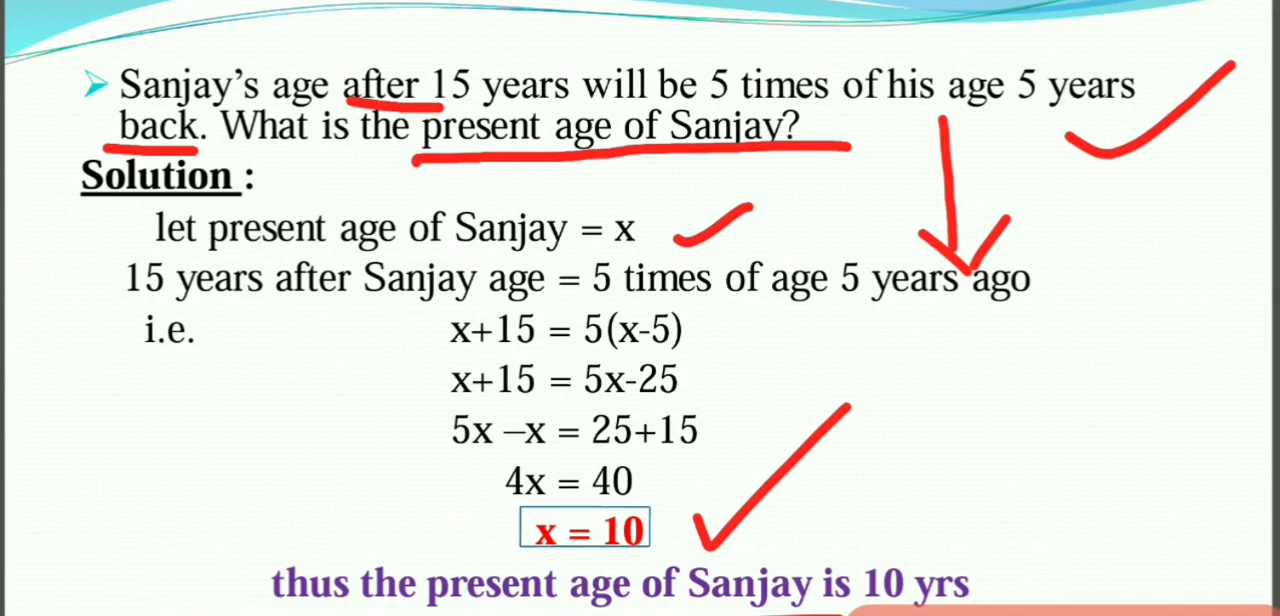 Sanjay’s age after 15 years will be 5 times of his age 5 years
back. What is the present age of Sanjay?
Solution :
let present age of Sanjay = x
15 years after Sanjay age = 5 times of age 5 years ago
i.e. x+15 = 5(x-5)
x+15 = 5x-25
5x –x = 25+15
4x = 40
x = 10
thus the present age of Sanjay is 10 yrs